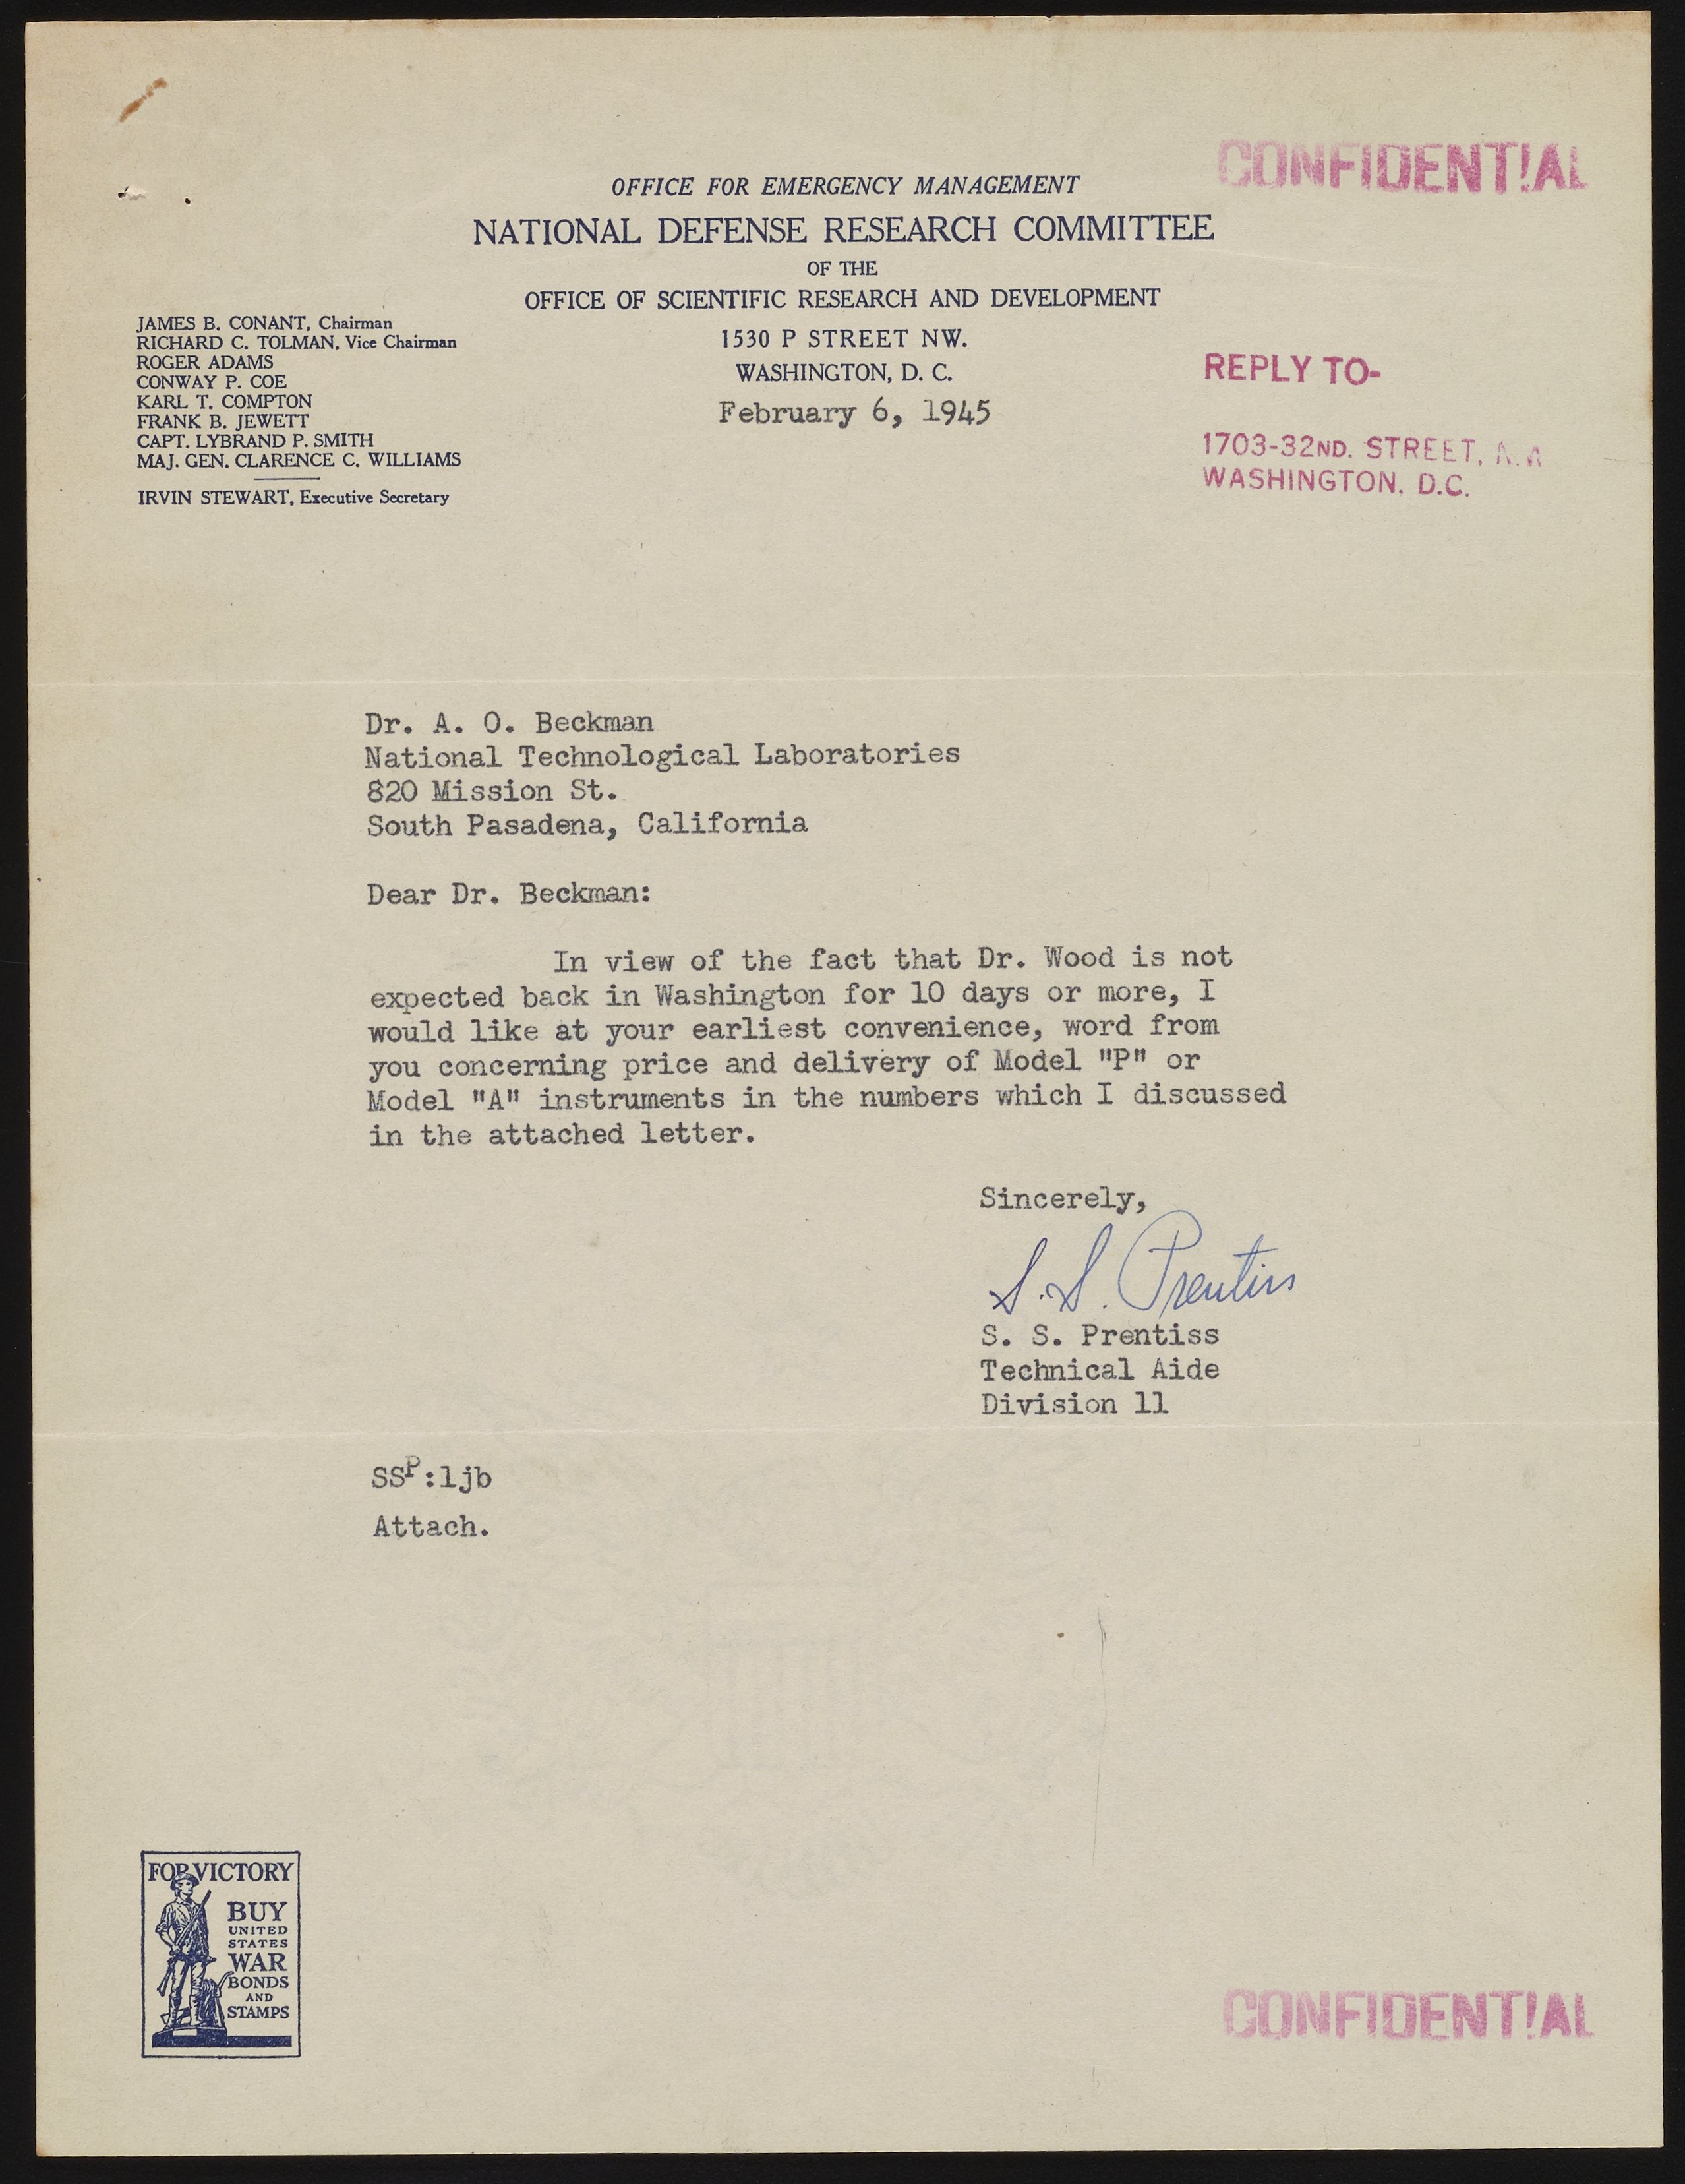 CONFIDENTIAL
OFFICE FOR EMERGENCY MANAGEMENT
NATIONAL DEFENSE RESEARCH COMMITTEE
OF THE
OFFICE OF SCIENTIFIC RESEARCH AND DEVELOPMENT
1530 P STREET NW.
WASHINGTON, D. C.
February 6, 1945
JAMES B. CONANT, Chairman
RICHARD C. TOLMAN, Vice Chairman
ROGER ADAMS
CONWAY P. COE
KARL T. COMPTON
FRANK B. JEWETT
CAPT. LYBRAND P. SMITH
MAJ. GEN. CLARENCE C. WILLIAMS
IRVIN STEWART, Executive Secretary
REPLY TO-
1703-32ND. STREET,
WASHINGTON, D.C.
Dr. A. O. Beckman
National Technological Laboratories
820 Mission St.
South Pasadena, California
Dear Dr. Beckman:
In view of the fact that Dr. Wood is not
expected back in Washington for 10 days or more, I
would like at your earliest convenience, word from
you concerning price and delivery of Model "P" or
Model "A" instruments in the numbers which I discussed
in the attached letter.
Sincerely,
S. S. Prentiss
S. S. Prentiss
Technical Aide
Division 11
SSP:ljb
Attach.
FOR VICTORY
BUY
UNITED
STATES
WAR
BONDS
AND
STAMPS
CONFIDENTIAL